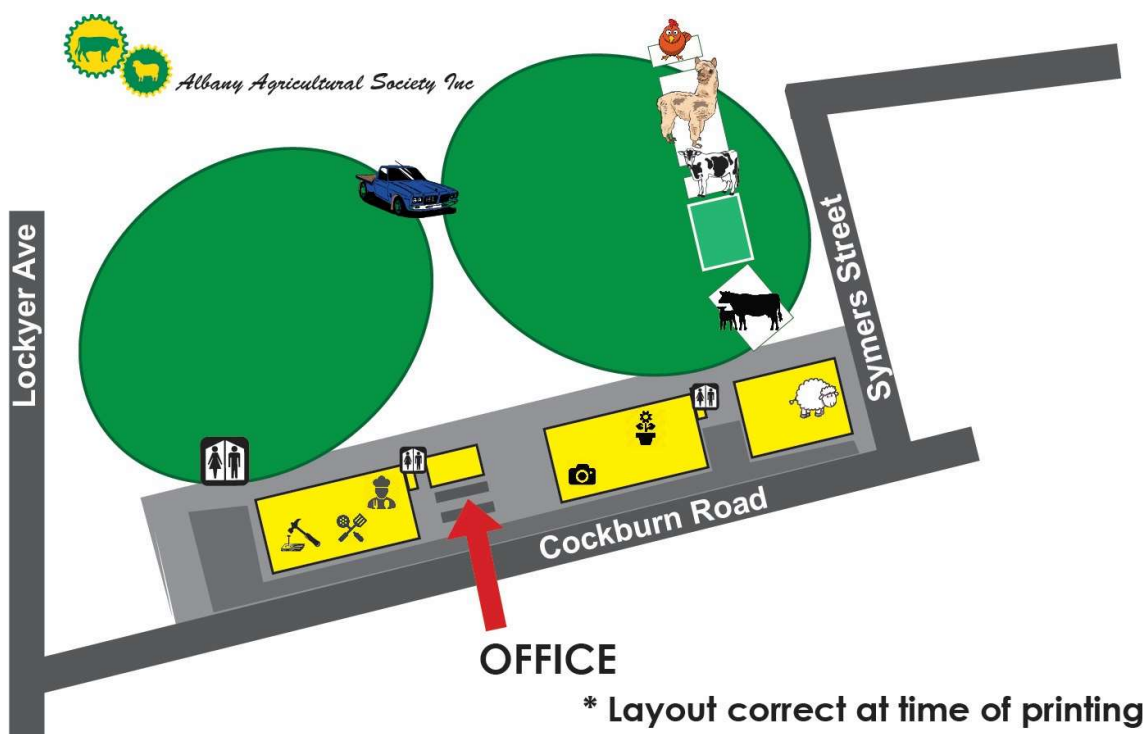 Albany Agricultural Society Inc
Lockyer Ave
Symers Street
Cockburn Road
OFFICE
* Layout correct at time of printing